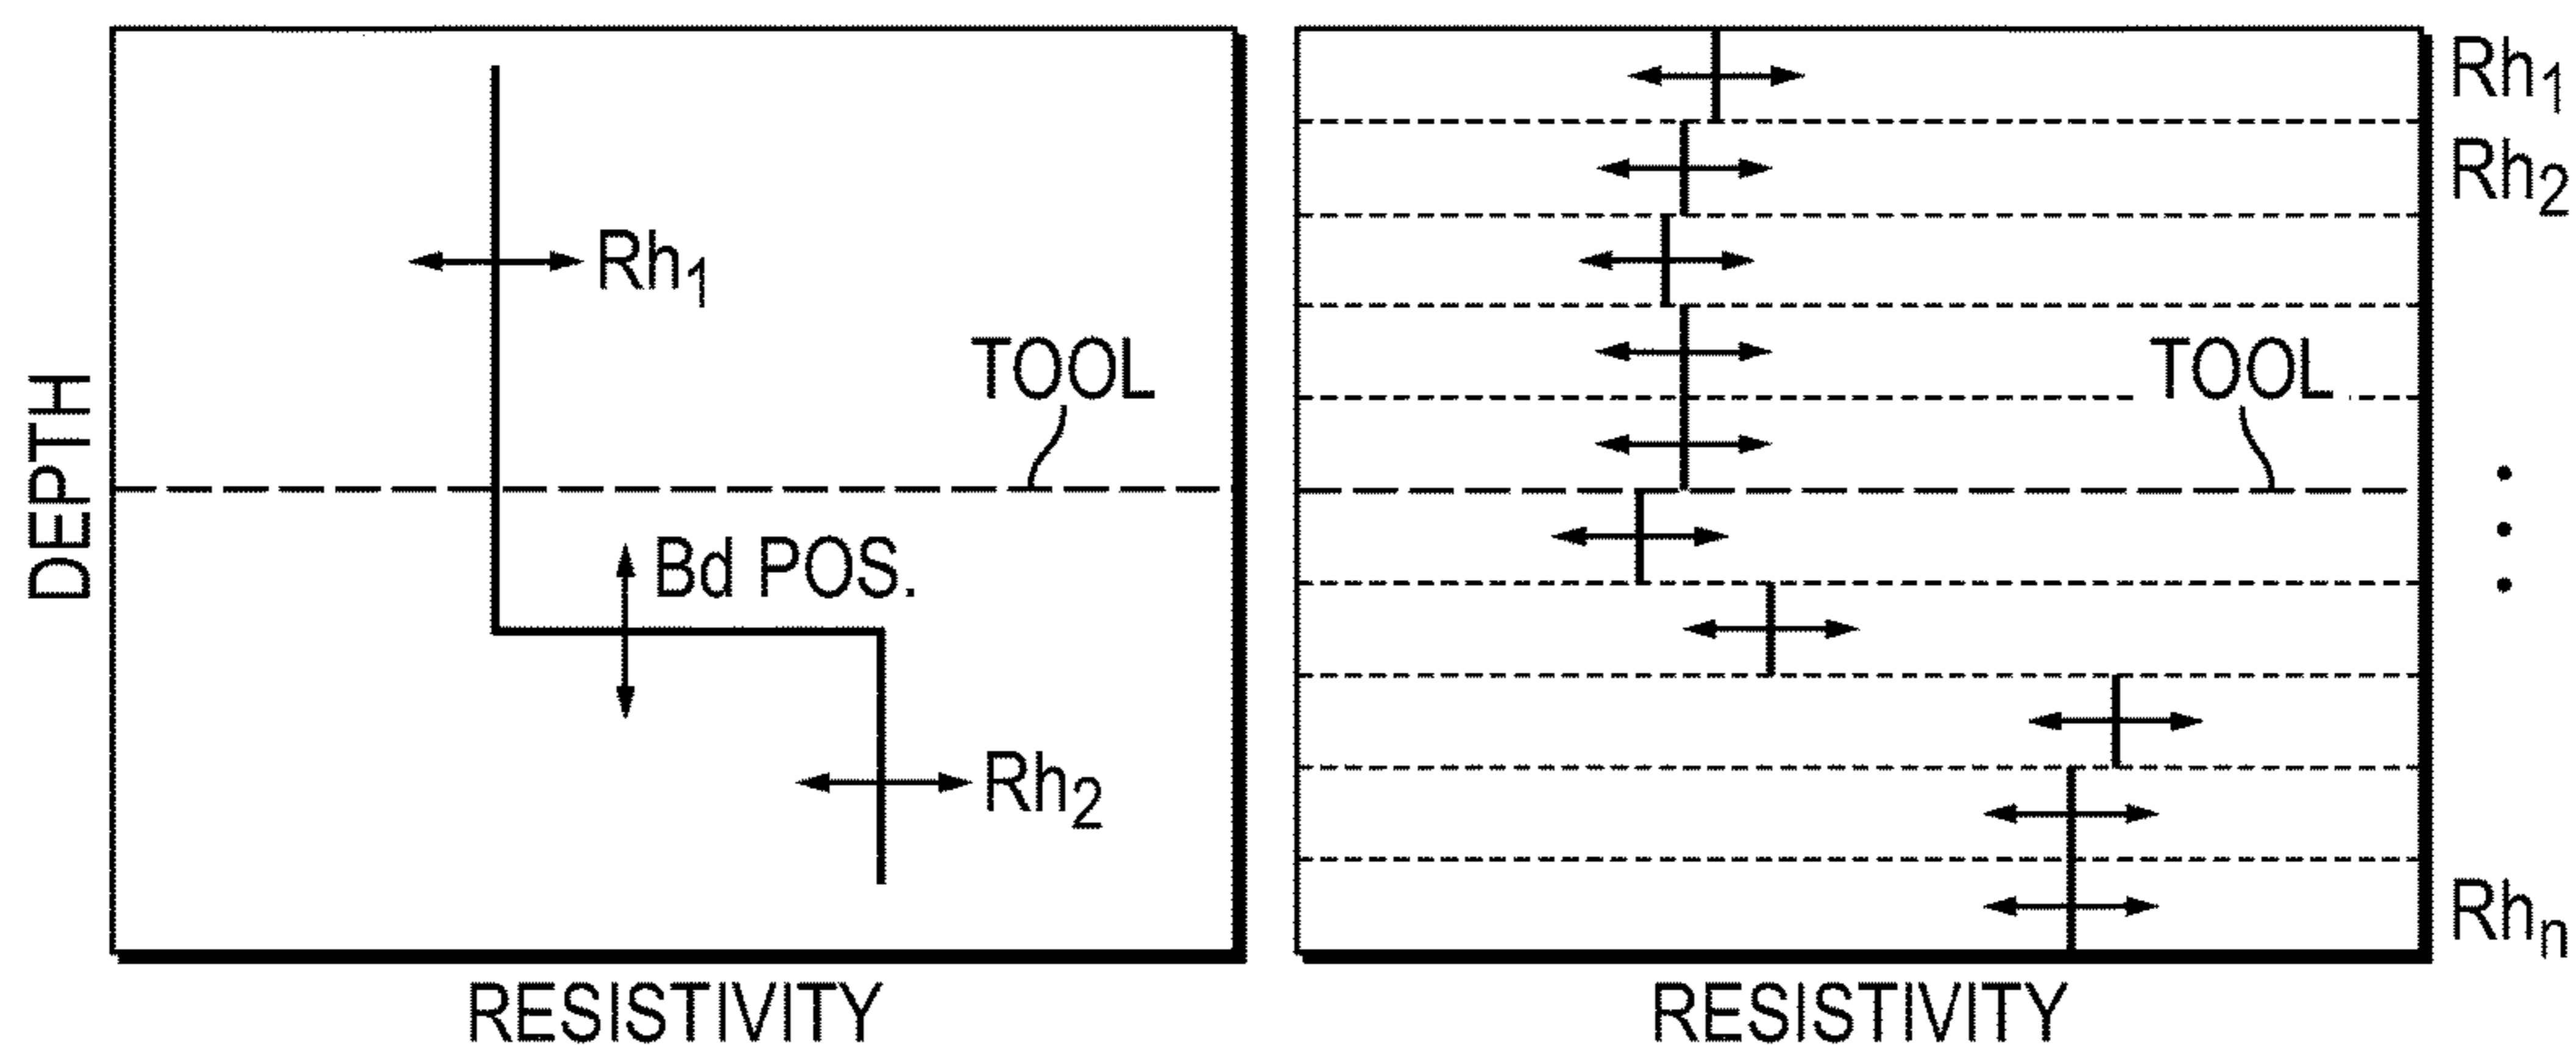 DEPTH
Rh1
TOOL
Bd POS.
Rh2
RESISTIVITY
Rh1
Rh2
TOOL
Rhn
RESISTIVITY